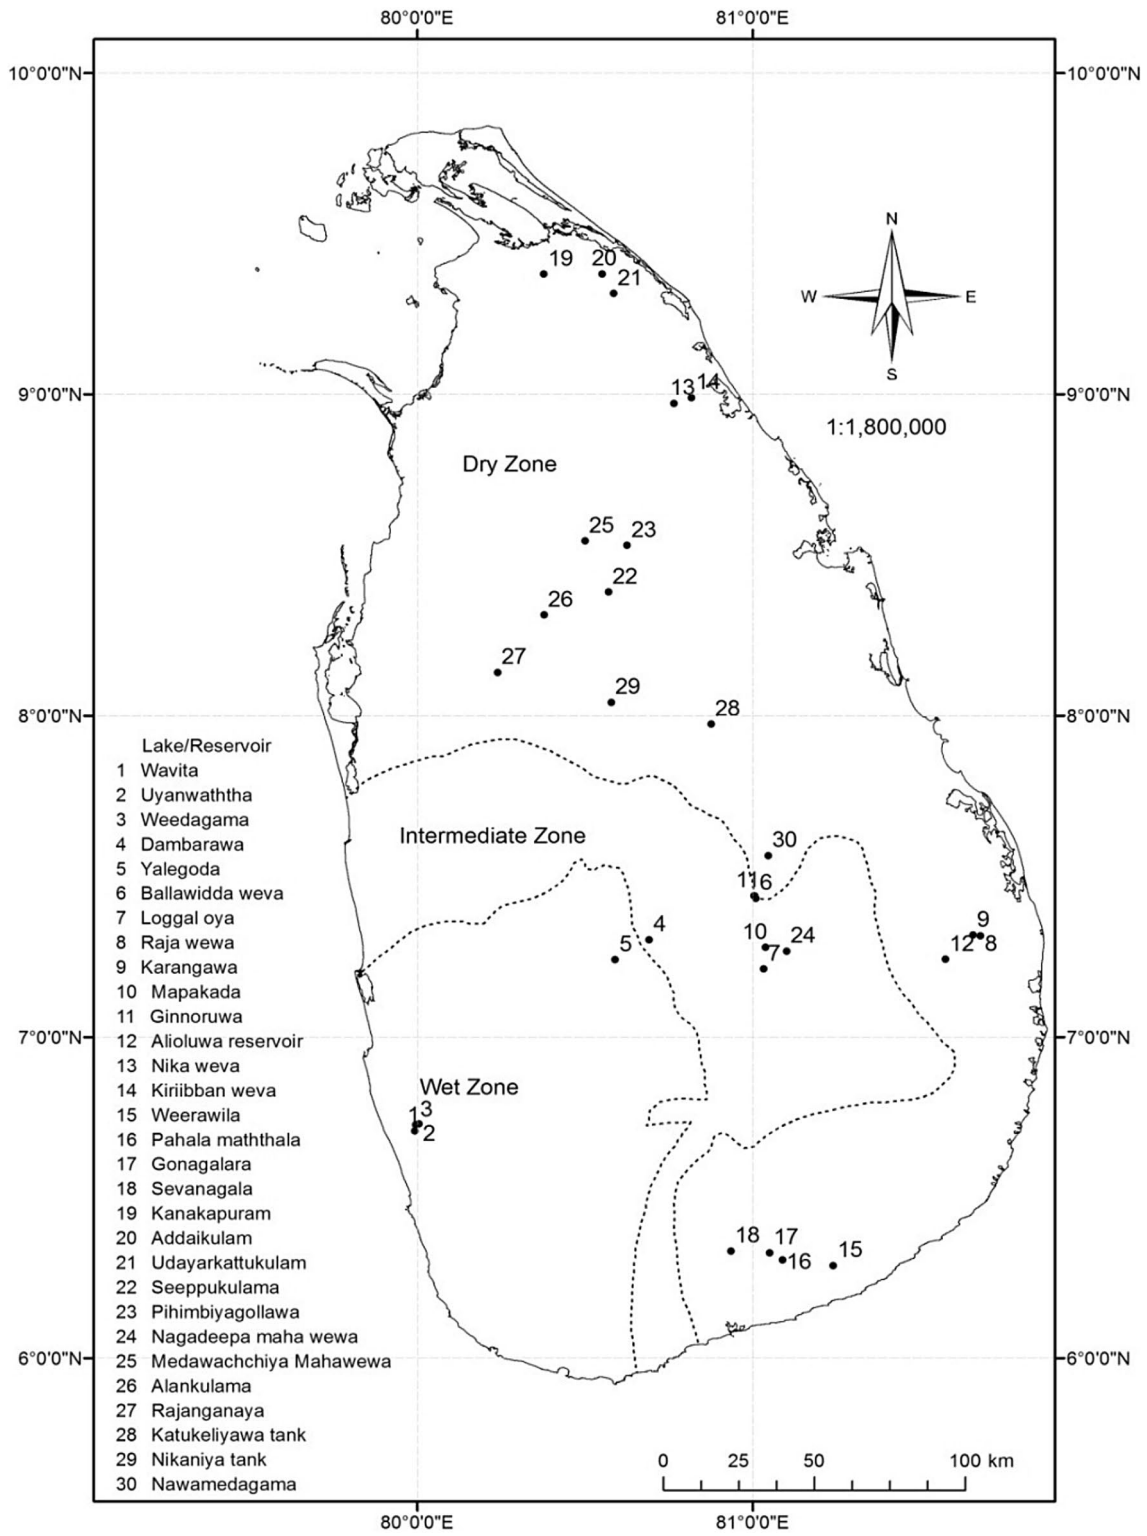 80°0'0"E 81°0'0"E
10°0'0"N 10°0'0"N
N
19 20
21
W E
S
13 14
9°0'0"N 9°0'0"N
1:1,800,000
Dry Zone
25 23
22
26
27
29
28
8°0'0"N 8°0'0"N
Lake/Reservoir
1 Wavita
2 Uyanwaththa
3 Weedagama
4 Dambarawa
5 Yalegoda
6 Ballawidda weva
7 Loggal oya
8 Raja wewa
9 Karangawa
10 Mapakada
11 Ginnoruwa
12 Alioluwa reservoir
13 Nika weva
14 Kiriibban weva
15 Weerawila
16 Pahala maththala
17 Gonagalara
18 Sevanagala
19 Kanakapuram
20 Addaikulam
21 Udayarkattukulam
22 Seeppukulama
23 Pihimbiyagollawa
24 Nagadeepa maha wewa
25 Medawachchiya Mahawewa
26 Alankulama
27 Rajanganaya
28 Katukeliyawa tank
29 Nikaniya tank
30 Nawamedagama
Intermediate Zone
30
116
4
5
10 24
7
9
12 8
7°0'0"N 7°0'0"N
Wet Zone
1 3
2
18 17
16 15
6°0'0"N 6°0'0"N
0 25 50 100 km
80°0'0"E 81°0'0"E